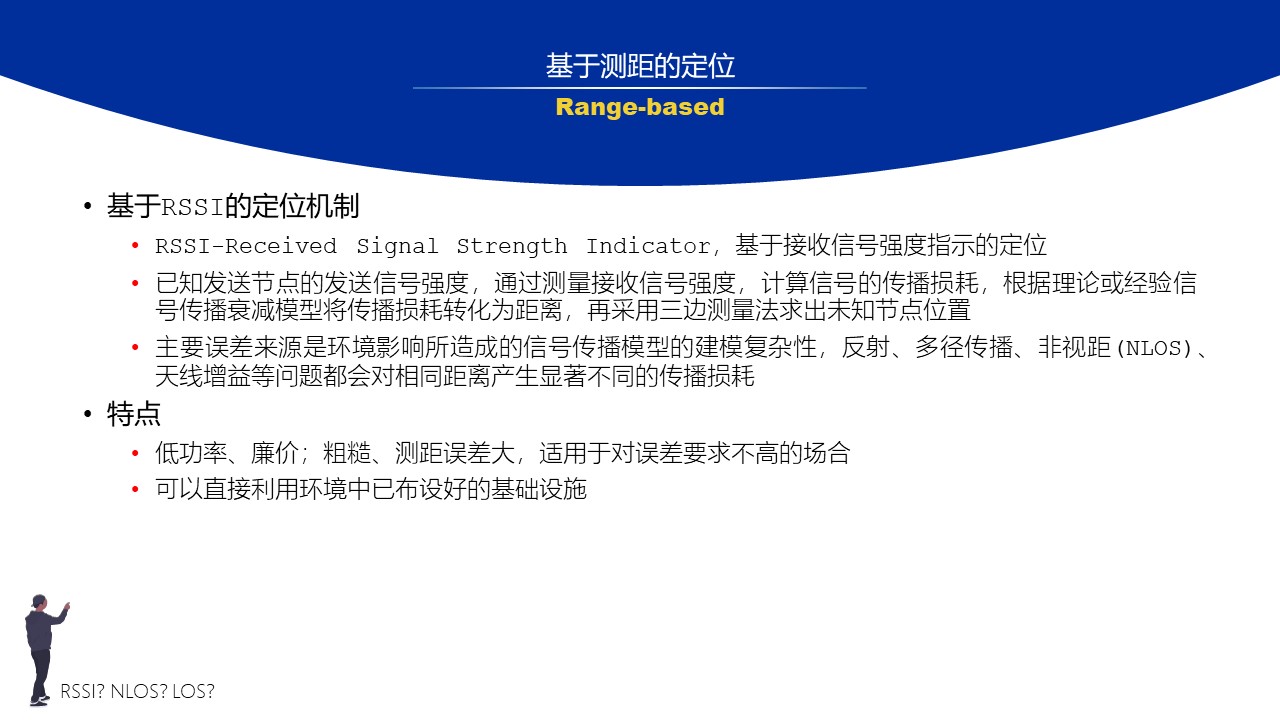 基于测距的定位
Range-based
• 基于RSSI的定位机制
• RSSI-Received Signal Strength Indicator，基于接收信号强度指示的定位
• 已知发送节点的发送信号强度，通过测量接收信号强度，计算信号的传播损耗，根据理论或经验信
号传播衰减模型将传播损耗转化为距离，再采用三边测量法求出未知节点位置
• 主要误差来源是环境影响所造成的信号传播模型的建模复杂性，反射、多径传播、非视距(NLOS)、
天线增益等问题都会对相同距离产生显著不同的传播损耗
• 特点
• 低功率、廉价；粗糙、测距误差大，适用于对误差要求不高的场合
• 可以直接利用环境中已布设好的基础设施
RSSI? NLOS? LOS?